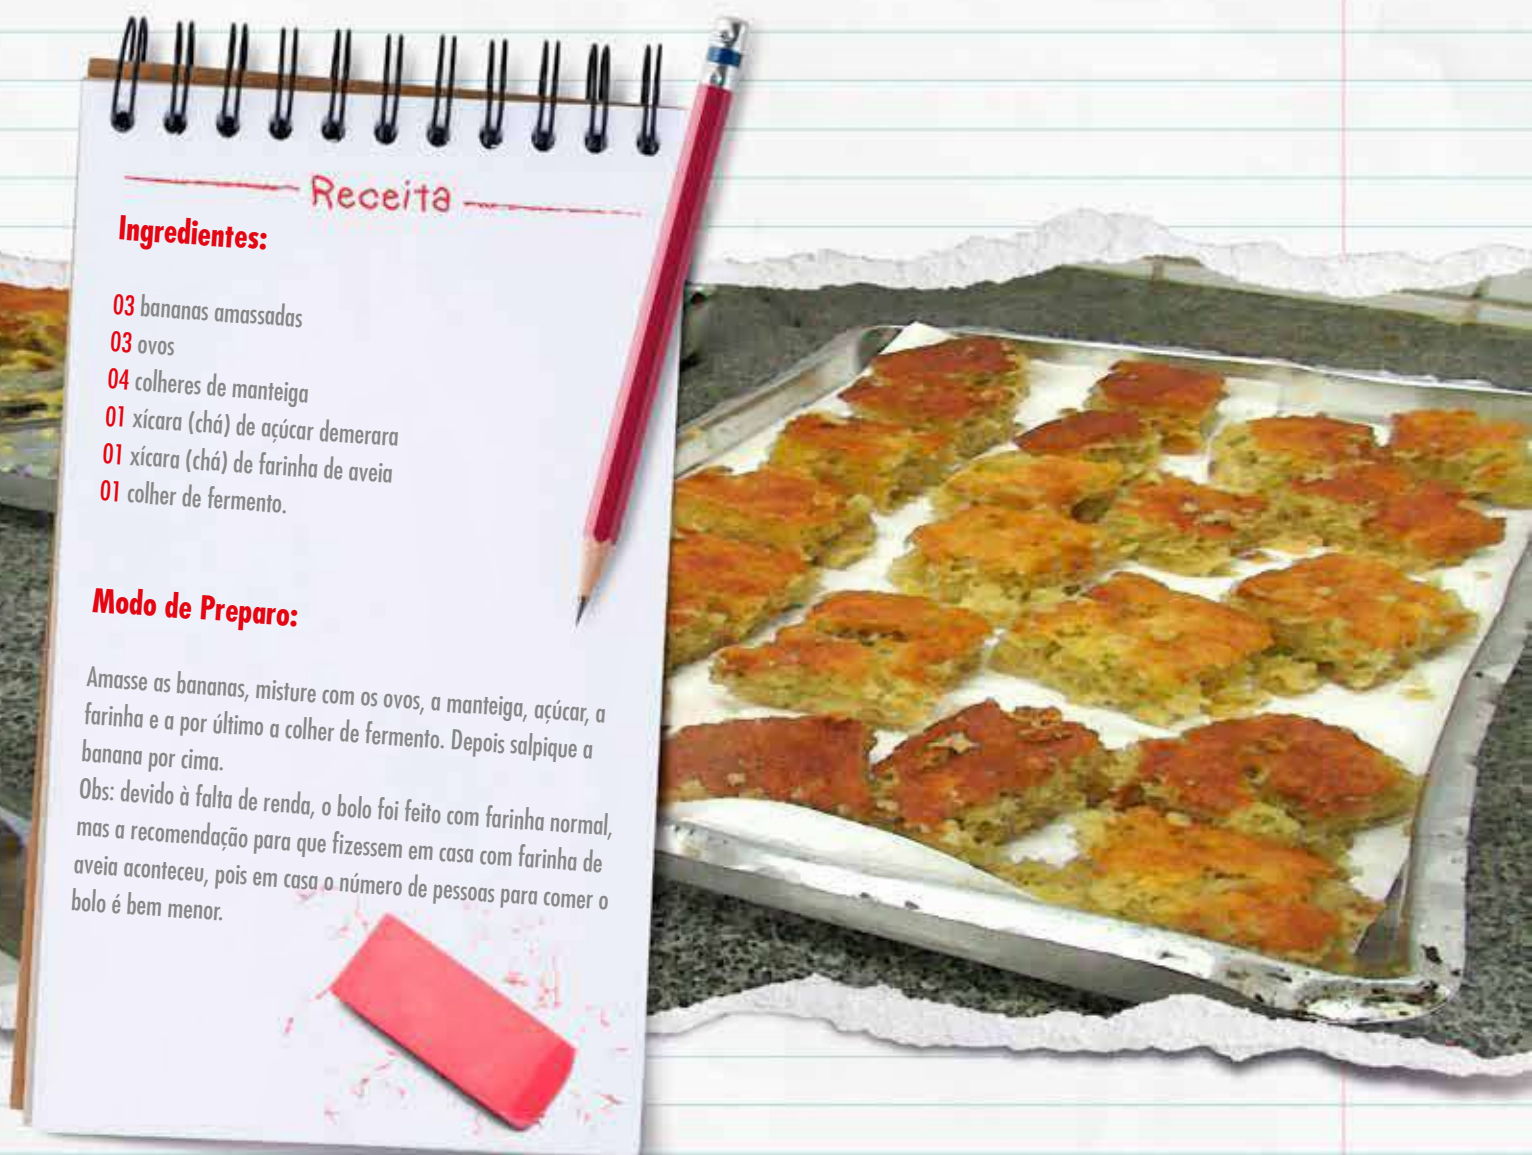 Receita
Ingredientes:
03 bananas amassadas
03 ovos
04 colheres de manteiga
01 xícara (chá) de açúcar demerara
01 xícara (chá) de farinha de aveia
01 colher de fermento.
Modo de Preparo:
Amasse as bananas, misture com os ovos, a manteiga, açúcar, a
farinha e a por último a colher de fermento. Depois salpique a
banana por cima.
Obs: devido à falta de renda, o bolo foi feito com farinha normal,
mas a recomendação para que fizessem em casa com farinha de
aveia aconteceu, pois em casa o número de pessoas para comer o
bolo é bem menor.